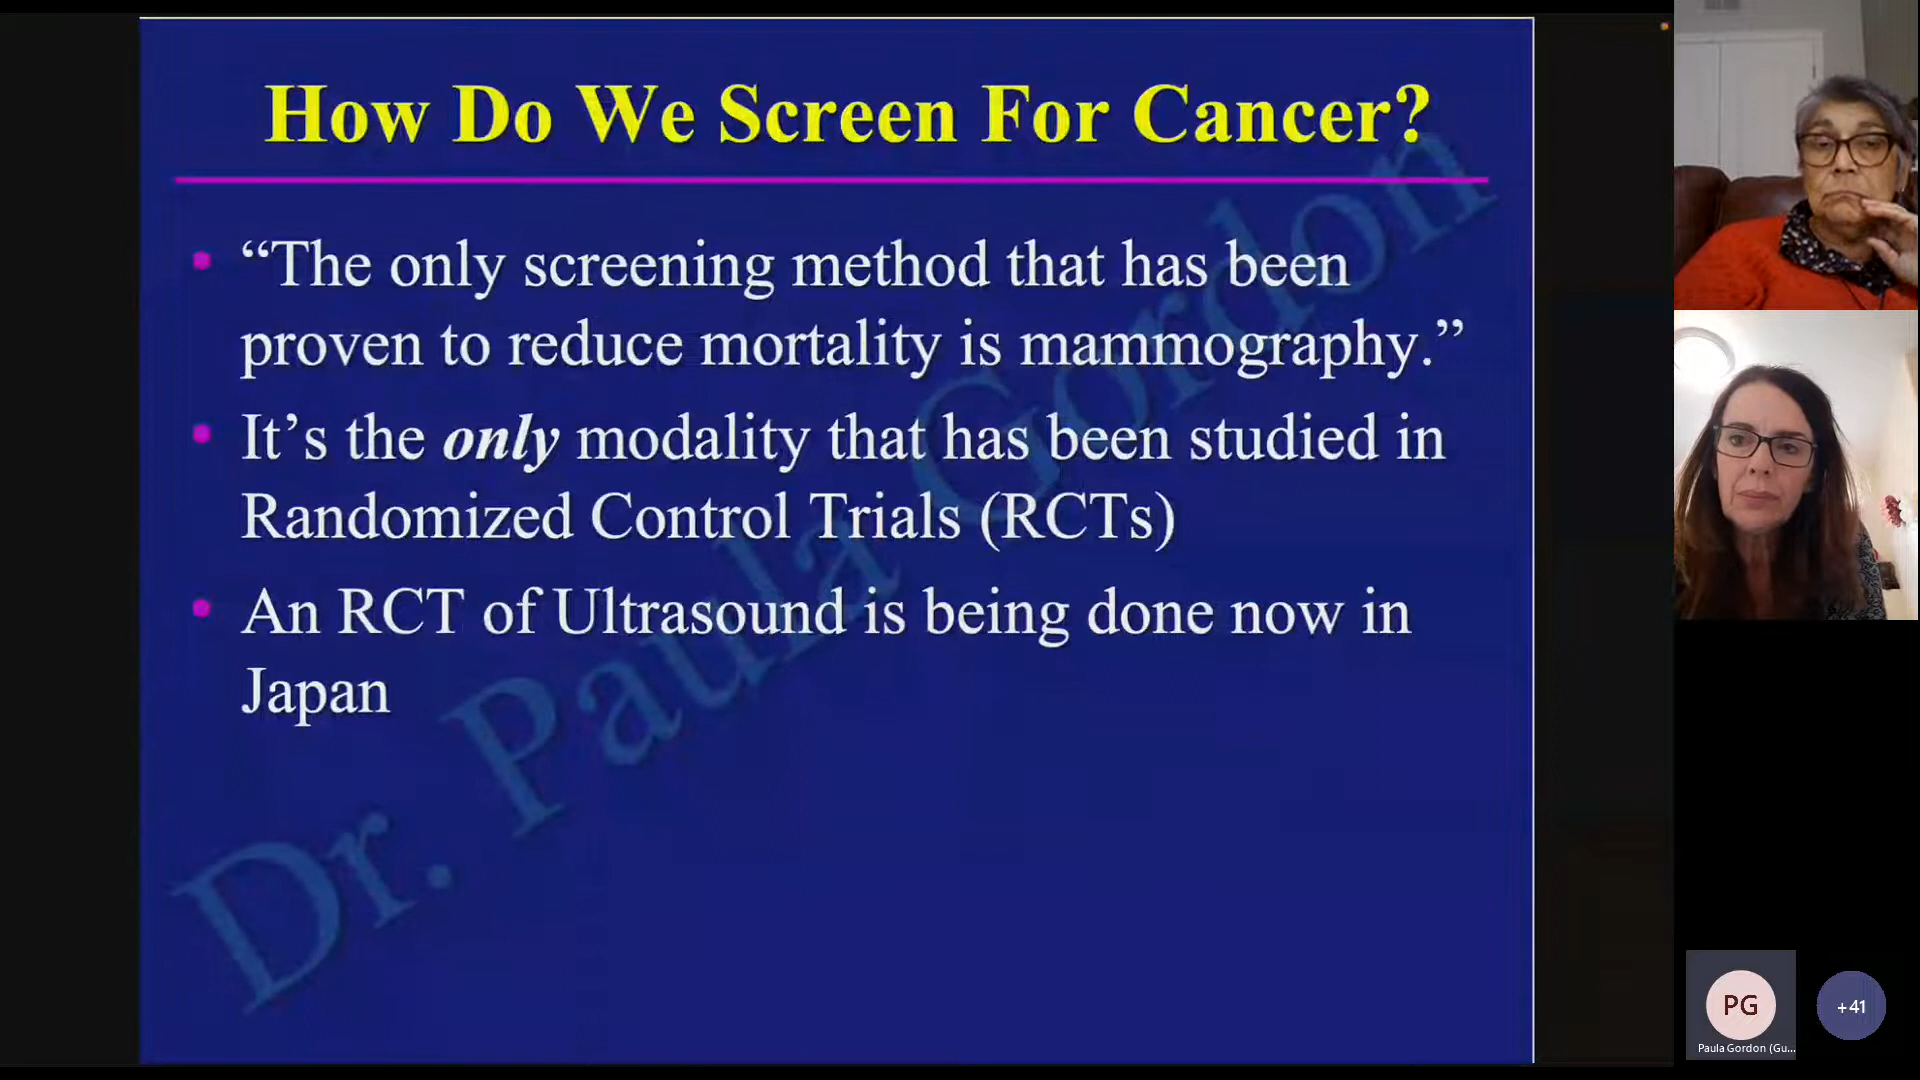 How Do We Screen For Cancer?
• “The only screening method that has been
proven to reduce mortality is mammography.”
• It’s the only modality that has been studied in
Randomized Control Trials (RCTs)
• An RCT of Ultrasound is being done now in
Japan
Dr. Paula Gordon
PG
+41
Paula Gordon (Gu...